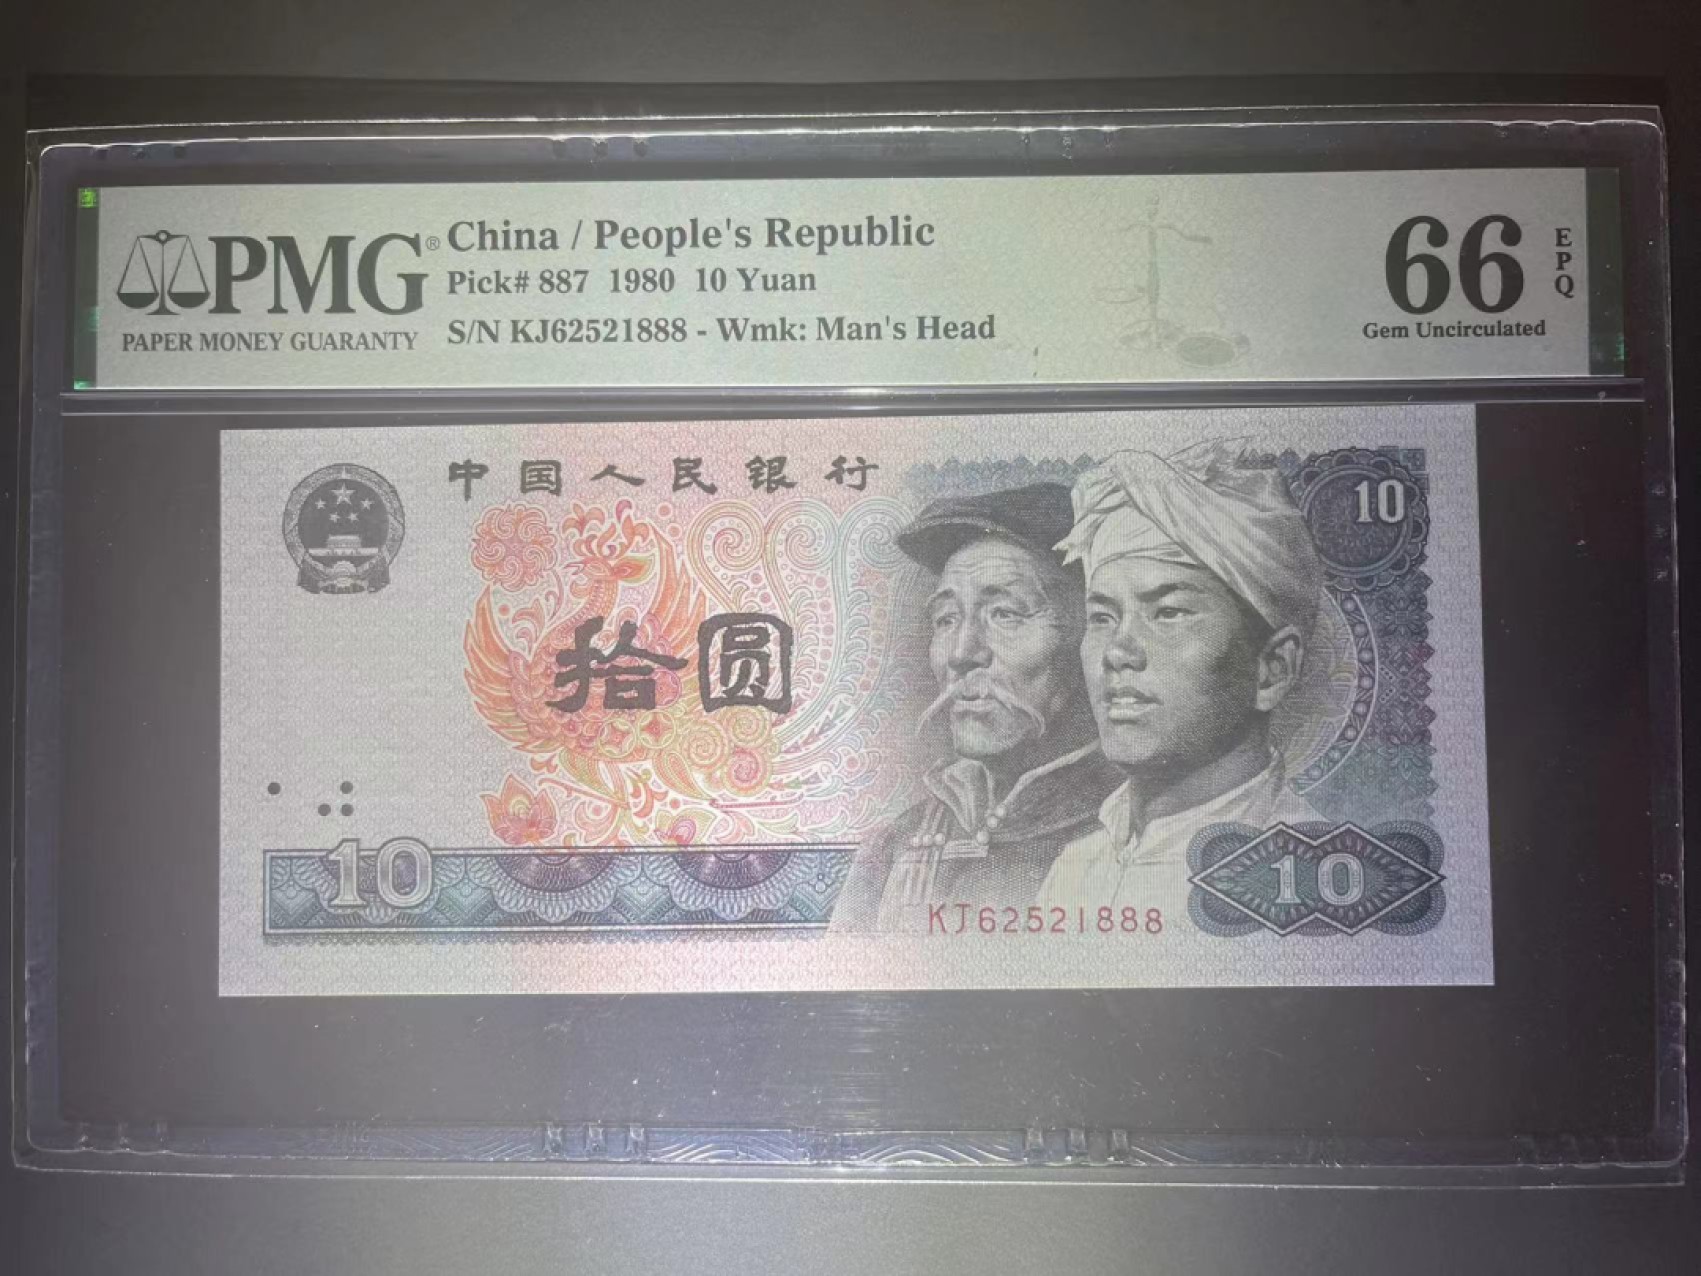 PMG®
PAPER MONEY GUARANTY
China / People's Republic
Pick# 887 1980 10 Yuan
S/N KJ62521888 - Wmk: Man's Head
66
EPQ
Gem Uncirculated
中国人民银行
10
拾圆
10
KJ62521888
10